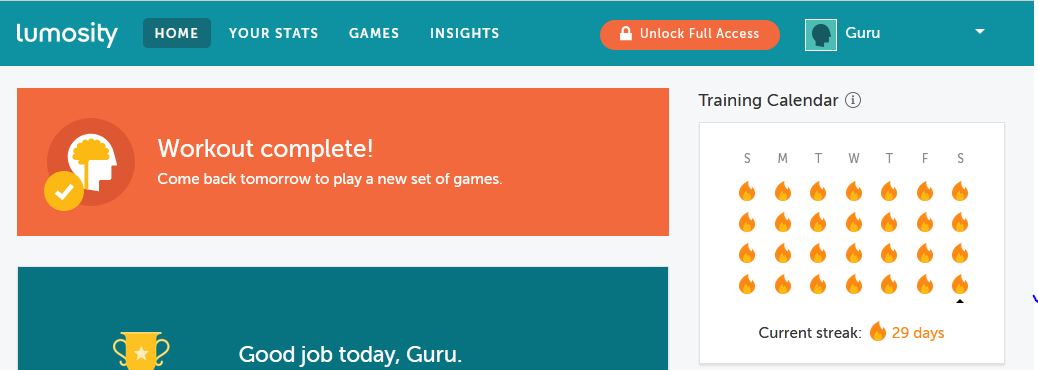 lumosity HOME YOUR STATS GAMES INSIGHTS Unlock Full Access Guru
Workout complete!
Come back tomorrow to play a new set of games.
Good job today, Guru.
Training Calendar
S M T W T F S
Current streak: 29 days